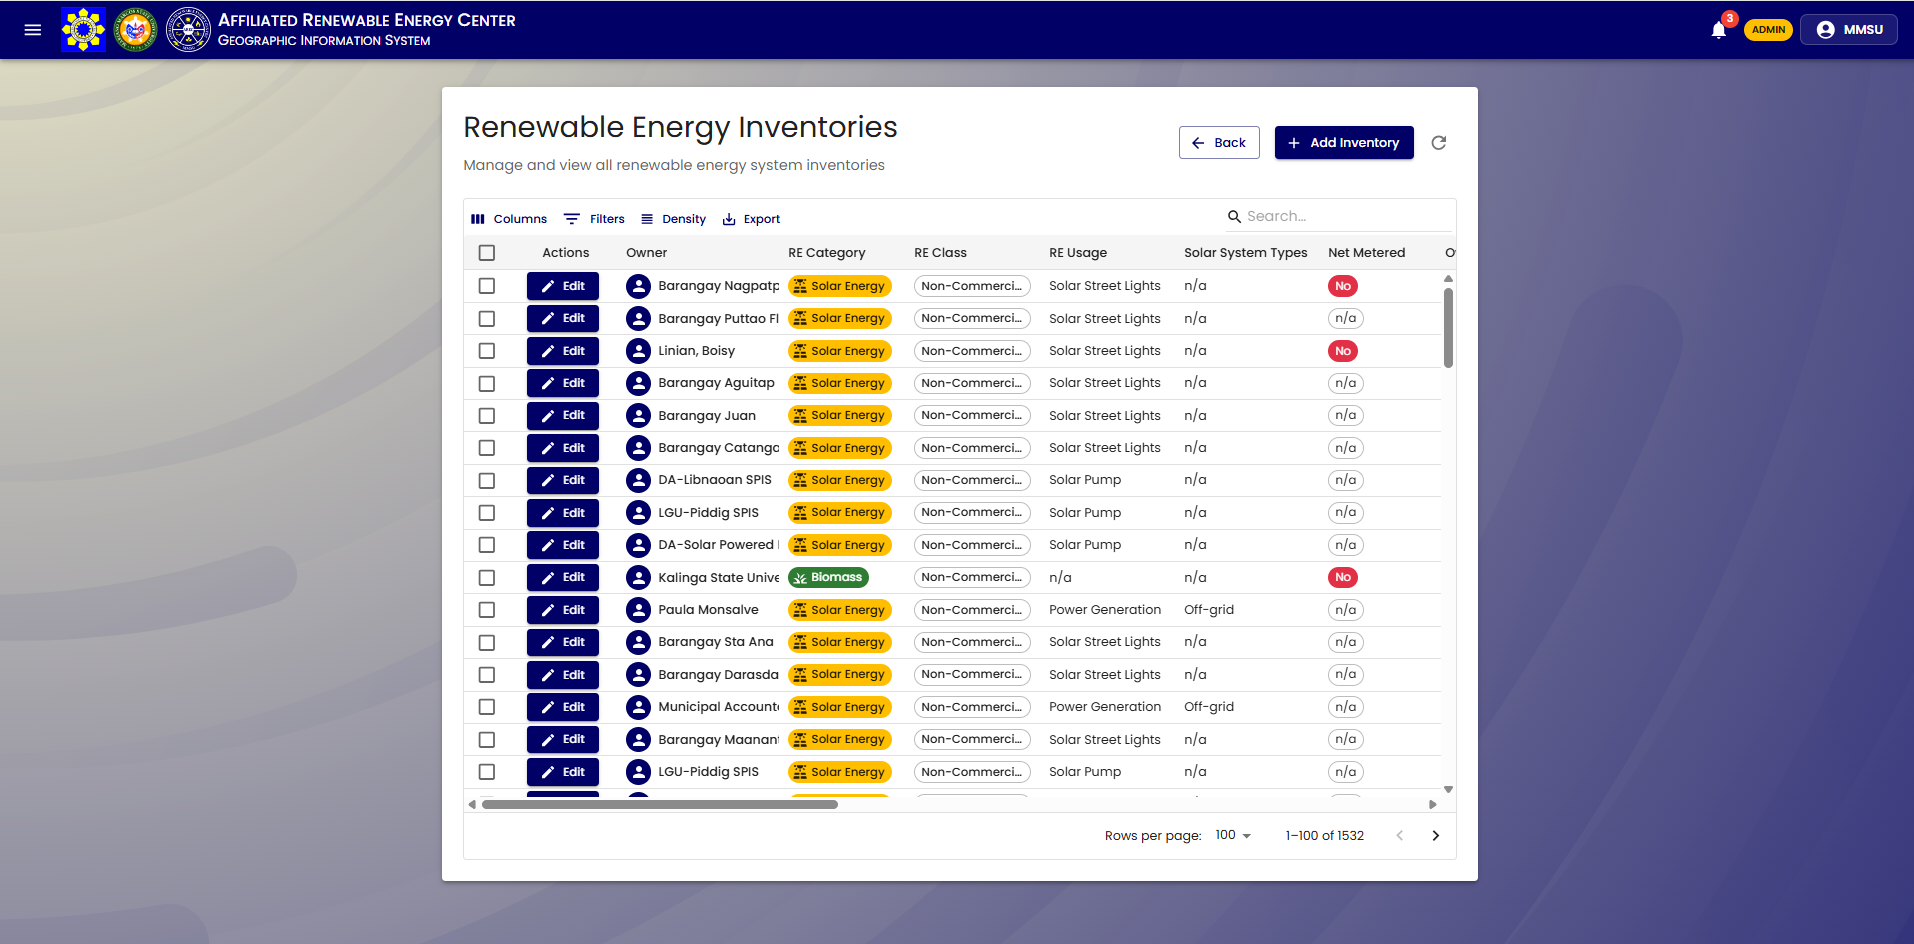 AFFILIATED RENEWABLE ENERGY CENTER
GEOGRAPHIC INFORMATION SYSTEM
3
ADMIN
MMSU
Renewable Energy Inventories
Manage and view all renewable energy system inventories
Back
Add Inventory
Columns Filters Density Export
Search...
Actions Owner RE Category RE Class RE Usage Solar System Types Net Metered O
Edit Barangay Nagpatp Solar Energy Non-Commerci... Solar Street Lights n/a No
Edit Barangay Puttao Fl Solar Energy Non-Commerci... Solar Street Lights n/a n/a
Edit Linian, Boisy Solar Energy Non-Commerci... Solar Street Lights n/a No
Edit Barangay Aguitap Solar Energy Non-Commerci... Solar Street Lights n/a n/a
Edit Barangay Juan Solar Energy Non-Commerci... Solar Street Lights n/a n/a
Edit Barangay Catanga Solar Energy Non-Commerci... Solar Street Lights n/a n/a
Edit DA-Libnaoan SPIS Solar Energy Non-Commerci... Solar Pump n/a n/a
Edit LGU-Piddig SPIS Solar Energy Non-Commerci... Solar Pump n/a n/a
Edit DA-Solar Powered Solar Energy Non-Commerci... Solar Pump n/a n/a
Edit Kalinga State Unive Biomass Non-Commerci... n/a n/a No
Edit Paula Monsalve Solar Energy Non-Commerci... Power Generation Off-grid n/a
Edit Barangay Sta Ana Solar Energy Non-Commerci... Solar Street Lights n/a n/a
Edit Barangay Darasda Solar Energy Non-Commerci... Solar Street Lights n/a n/a
Edit Municipal Accounta Solar Energy Non-Commerci... Power Generation Off-grid n/a
Edit Barangay Maanant Solar Energy Non-Commerci... Solar Street Lights n/a n/a
Edit LGU-Piddig SPIS Solar Energy Non-Commerci... Solar Pump n/a n/a
Rows per page: 100 1–100 of 1532